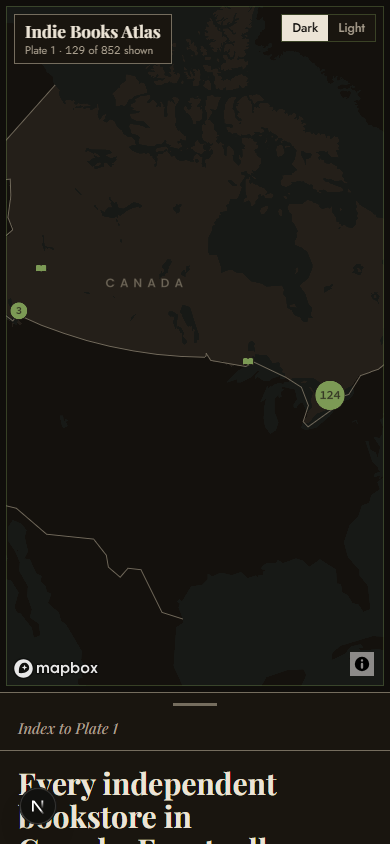 Indie Books Atlas
Plate 1 · 129 of 852 shown
Dark Light
CANADA
3
124
mapbox
Index to Plate 1
Every independent
bookstore in
N